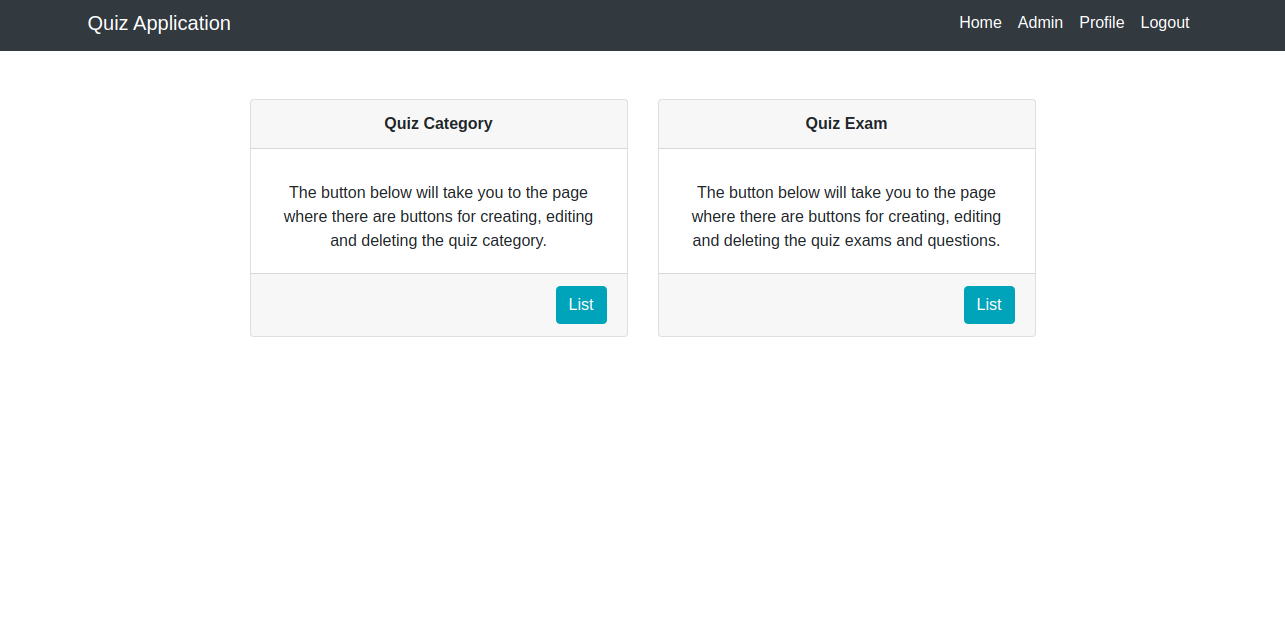 Quiz Application
Home Admin Profile Logout
Quiz Category
The button below will take you to the page
where there are buttons for creating, editing
and deleting the quiz category.
List
Quiz Exam
The button below will take you to the page
where there are buttons for creating, editing
and deleting the quiz exams and questions.
List